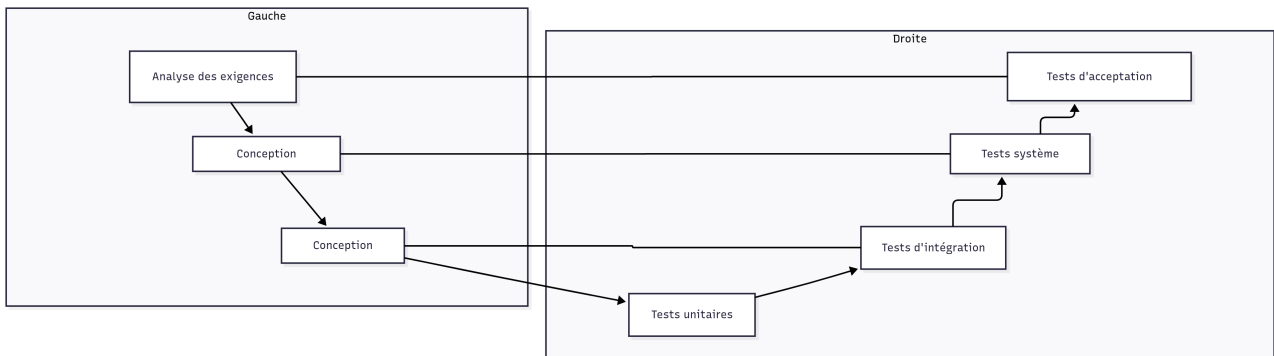 Gauche
Droite
Analyse des exigences
Tests d'acceptation
Conception
Tests système
Conception
Tests d'intégration
Tests unitaires